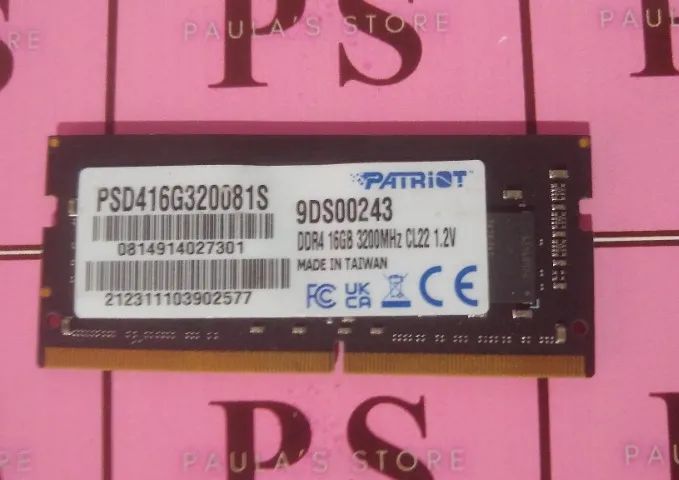 PAULA'S STORE
PS
PATRIOT
PSD416G320081S
9DS00243
0814914027301
DDR4 16GB 3200MHz CL22 1.2V
MADE IN TAIWAN
212311103902577
FC UK CA CE
PS
PAULA'S STORE